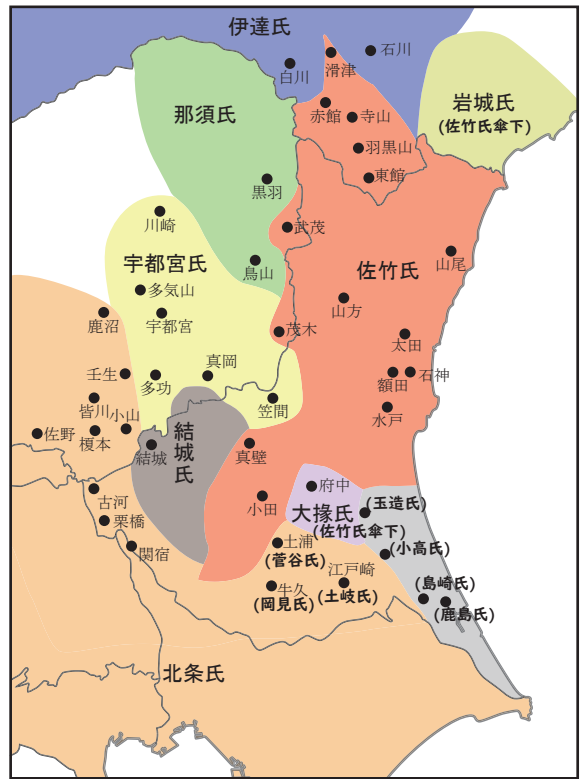 伊達氏
石川
滑津
白川
岩城氏
(佐竹氏傘下)
那須氏
赤館
寺山
羽黒山
東館
黒羽
川崎
武茂
宇都宮氏
佐竹氏
山尾
烏山
多気山
山方
鹿沼
宇都宮
茂木
太田
壬生
多功
真岡
額田
石神
皆川
小山
笠間
水戸
佐野
榎本
結城
結城氏
真壁
府中
古河
小田
大掾氏
(佐竹氏傘下)
(玉造氏)
栗橋
関宿
土浦
(菅谷氏)
(小高氏)
江戸崎
(土岐氏)
牛久
(岡見氏)
(島崎氏)
(鹿島氏)
北条氏